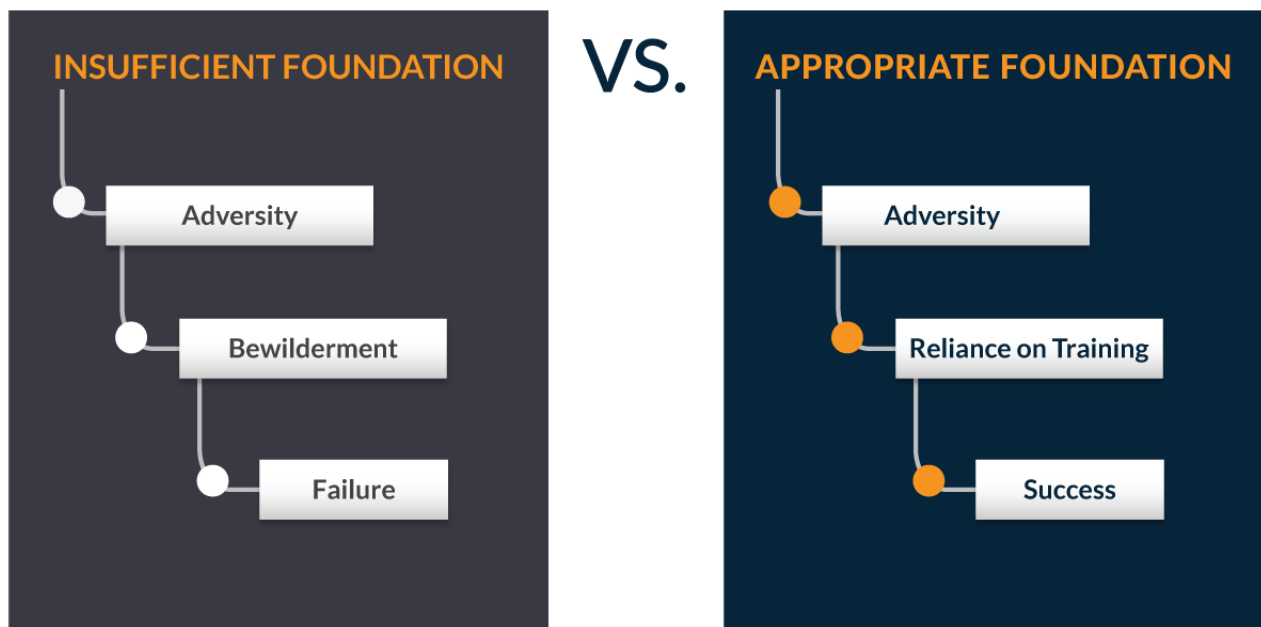 INSUFFICIENT FOUNDATION
Adversity
Bewilderment
Failure
VS.
APPROPRIATE FOUNDATION
Adversity
Reliance on Training
Success